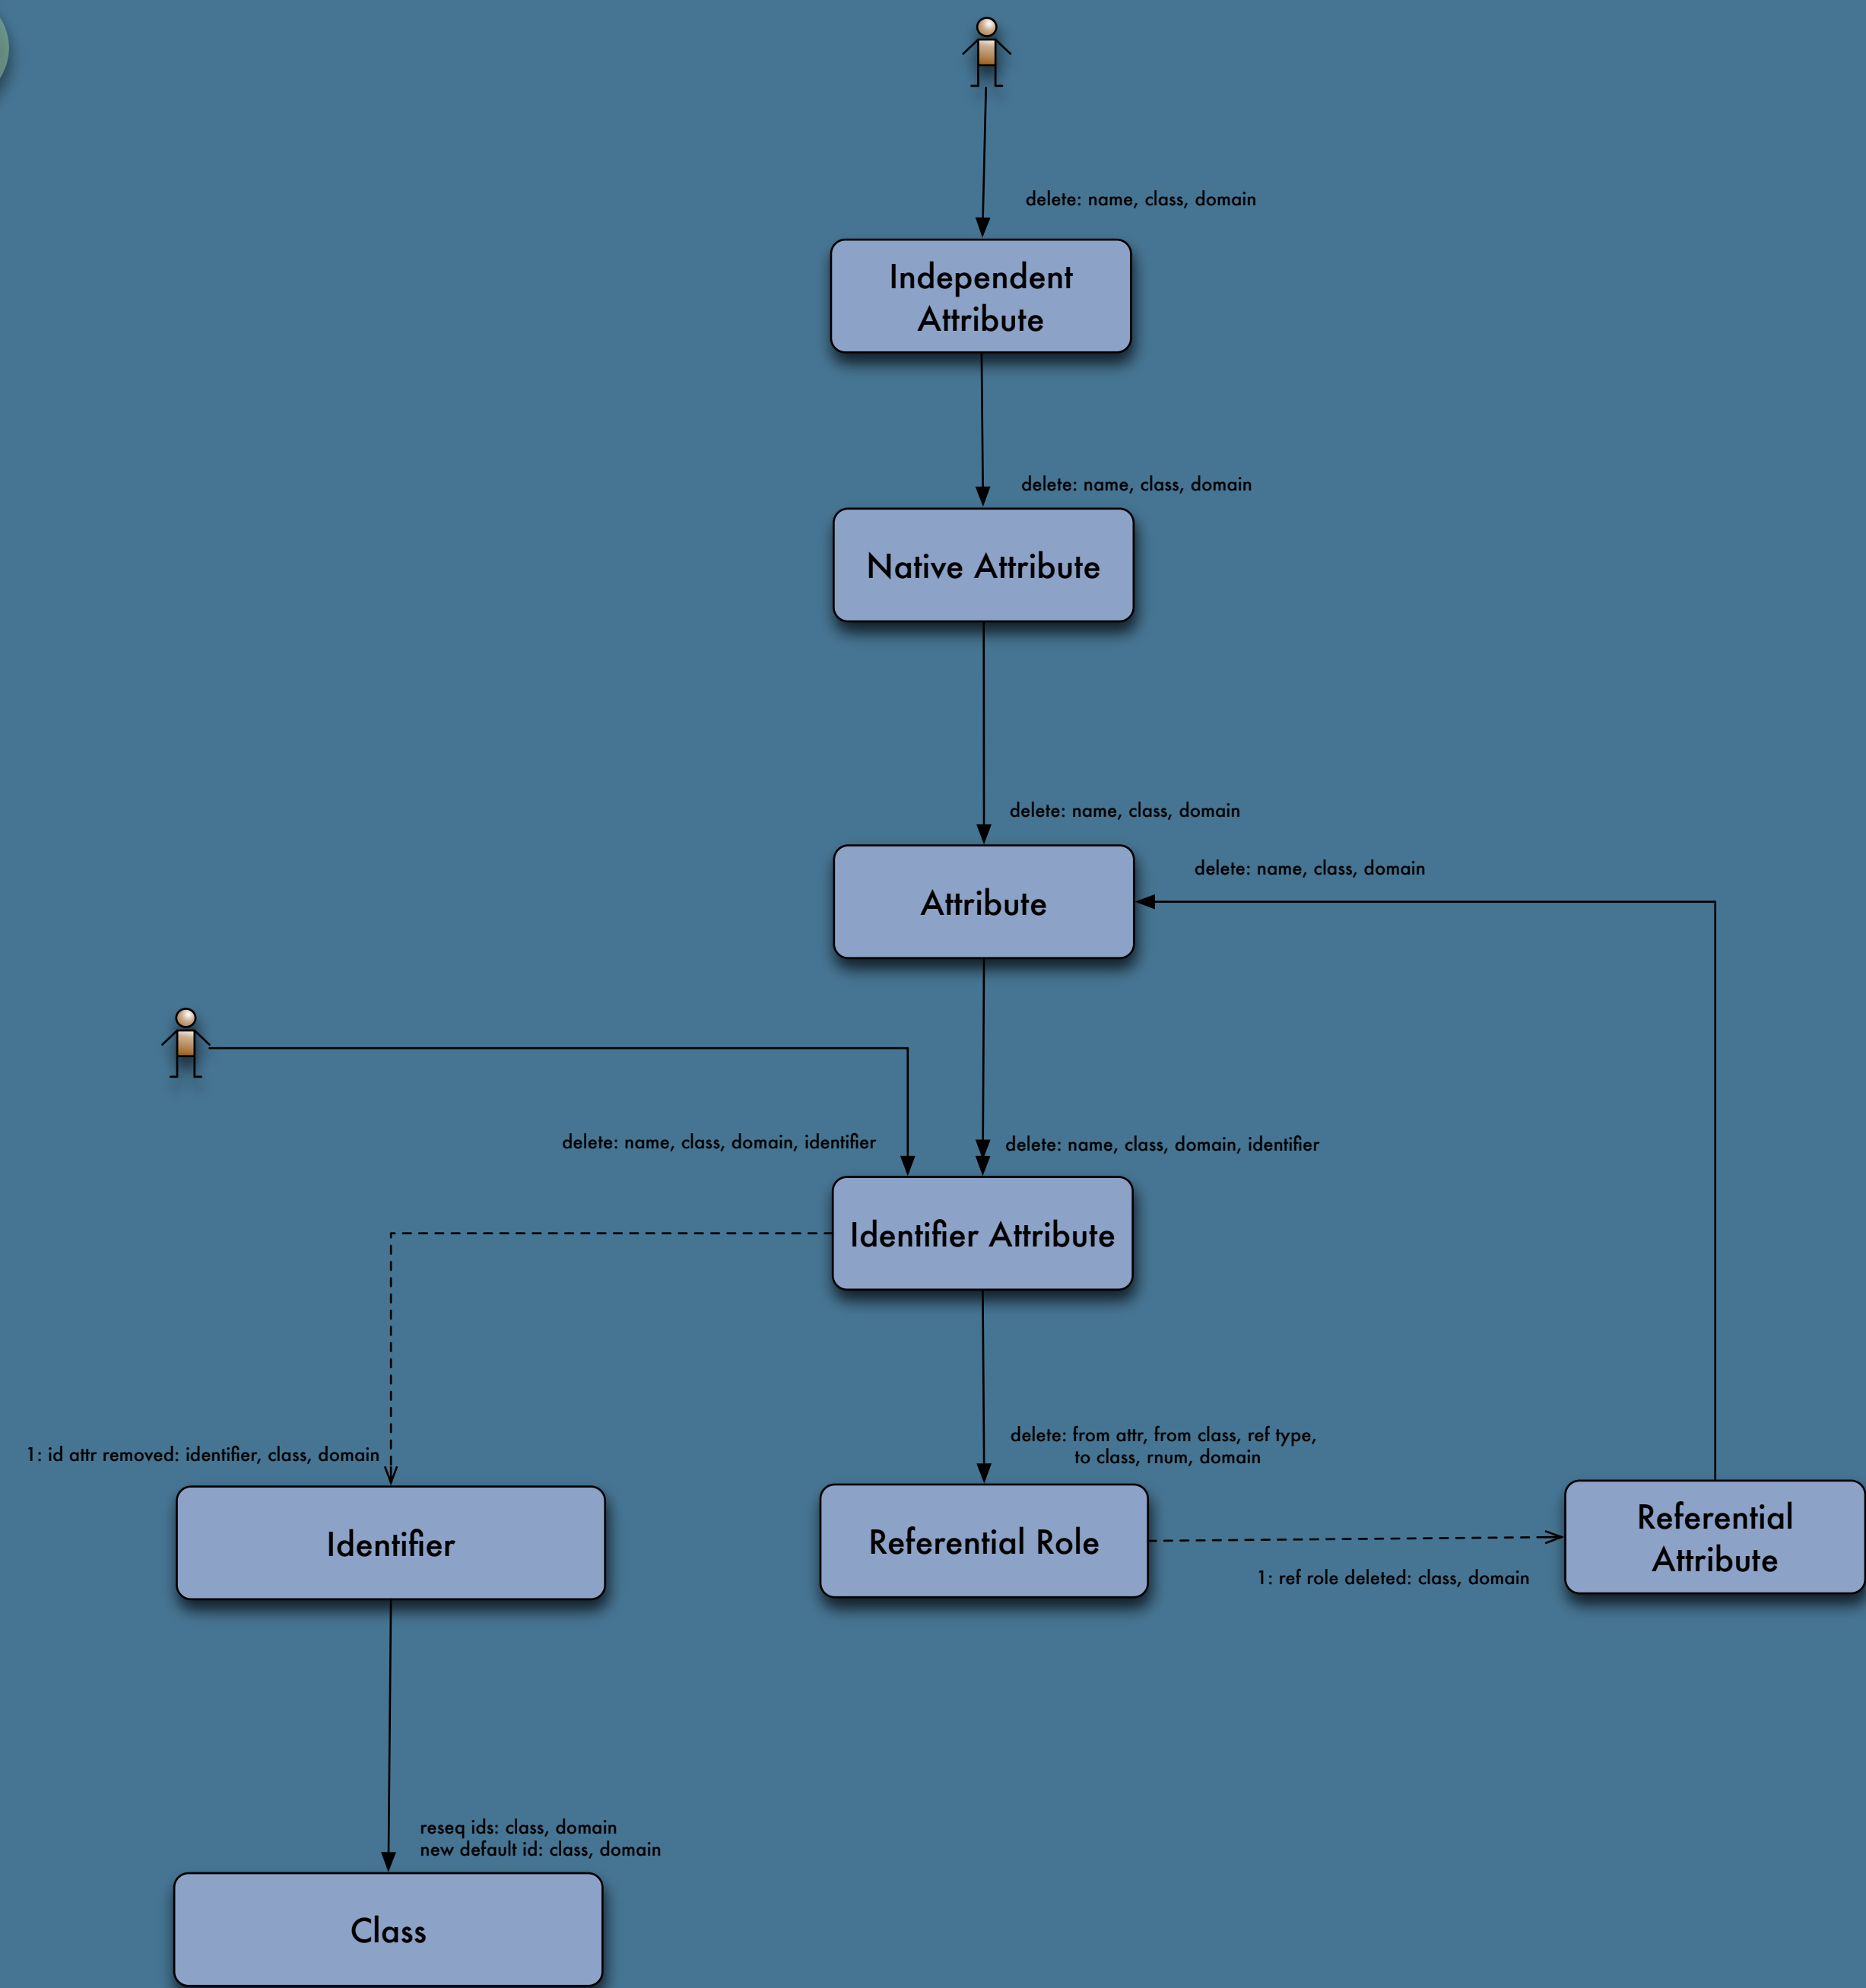 delete: name, class, domain
Independent
Attribute
delete: name, class, domain
Native Attribute
delete: name, class, domain
delete: name, class, domain
Attribute
delete: name, class, domain, identifier
delete: name, class, domain, identifier
Identifier Attribute
delete: from attr, from class, ref type,
to class, rnum, domain
1: id attr removed: identifier, class, domain
Identifier
Referential Role
Referential
Attribute
1: ref role deleted: class, domain
reseq ids: class, domain
new default id: class, domain
Class